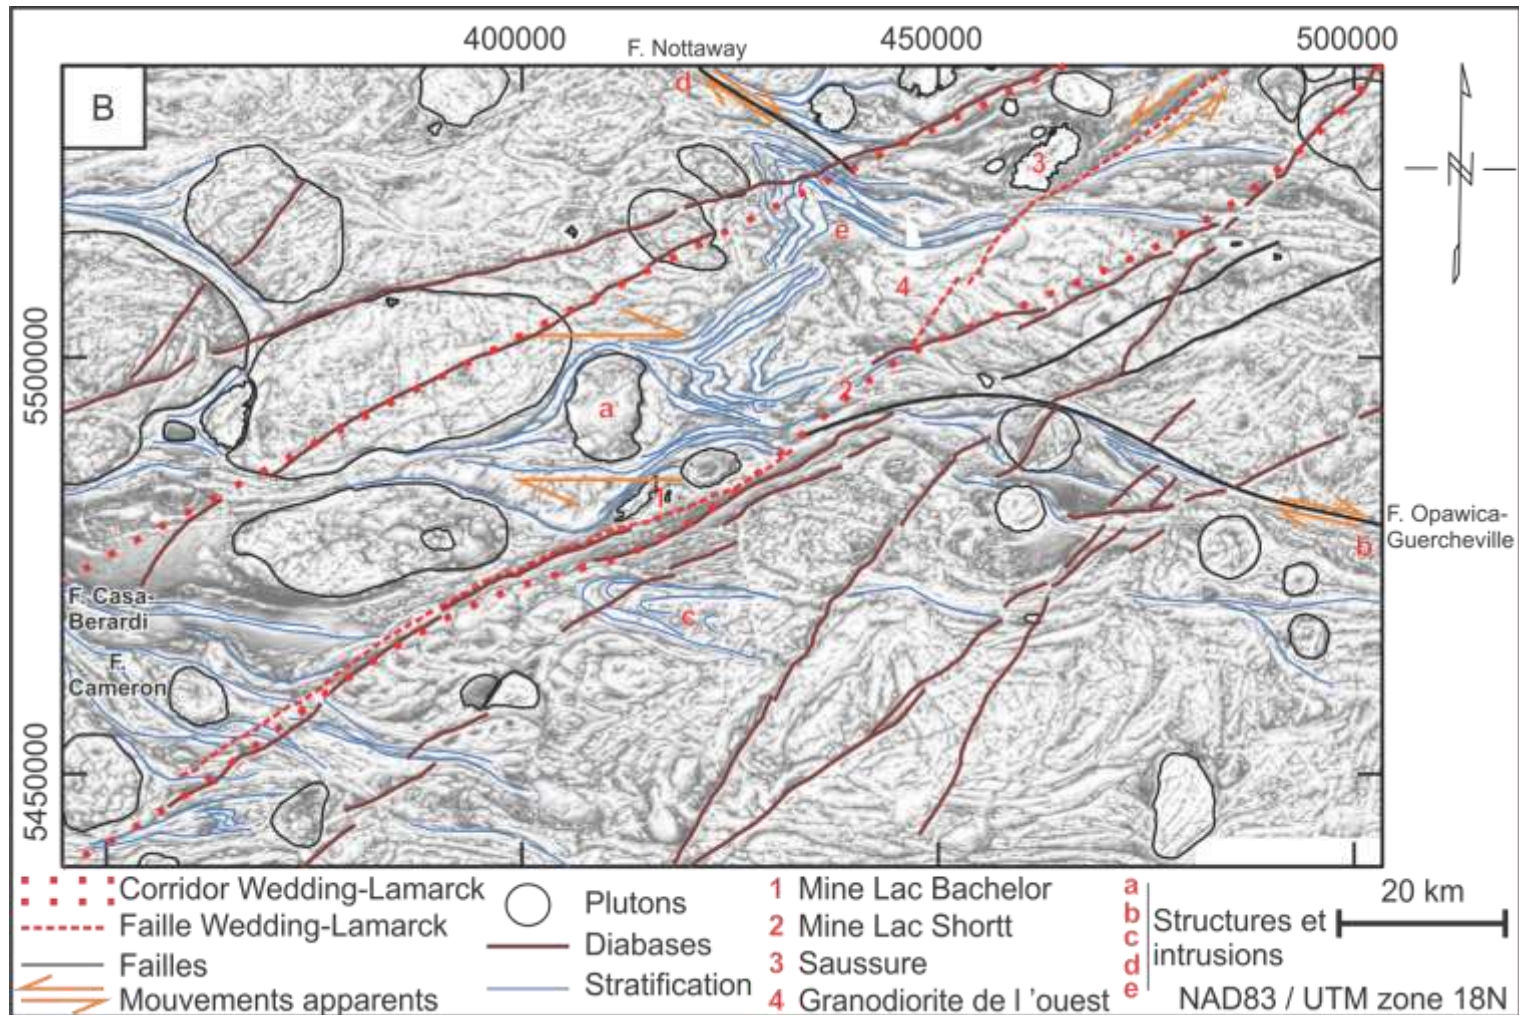 400000
F. Nottaway
450000
500000
B
d
3
e
4
5500000
a
2
1
F. Opawica-
Guercheville
b
F. Casa-
Berardi
c
F.
Cameron
5450000
Corridor Wedding-Lamarck
Faille Wedding-Lamarck
Failles
Mouvements apparents
Plutons
Diabases
Stratification
1 Mine Lac Bachelor
2 Mine Lac Shortt
3 Saussure
4 Granodiorite de l 'ouest
a
b
c
d
e
Structures et
intrusions
20 km
NAD83 / UTM zone 18N
N